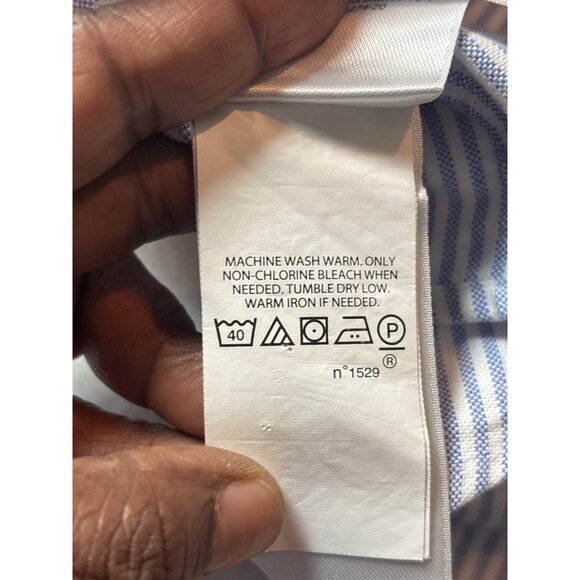 MACHINE WASH WARM. ONLY
NON-CHLORINE BLEACH WHEN
NEEDED, TUMBLE DRY LOW.
WARM IRON IF NEEDED.
40 P
®
n°1529